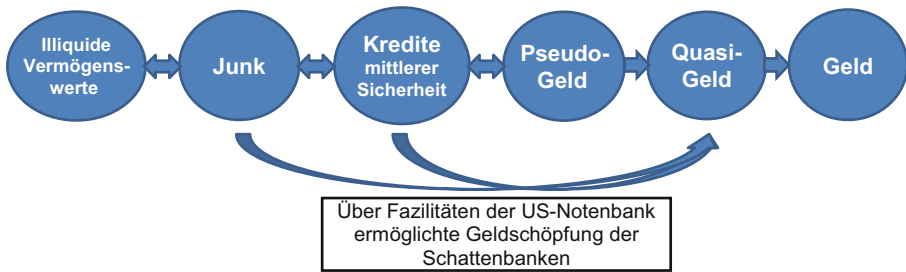 Illiquide
Vermögens-
werte
Junk
Kredite
mittlerer
Sicherheit
Pseudo-
Geld
Quasi-
Geld
Geld
Über Fazilitäten der US-Notenbank
ermöglichte Geldschöpfung der
Schattenbanken